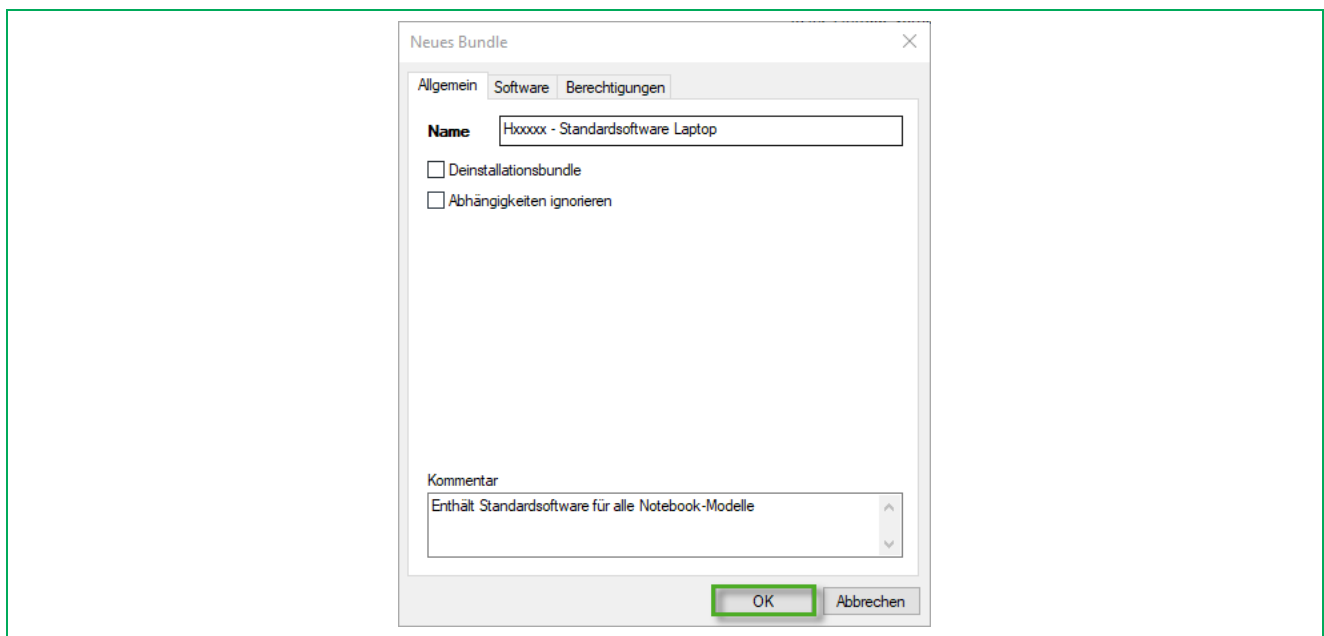 Neues Bundle
Allgemein Software Berechtigungen
Name Hxxxxx - Standardsoftware Laptop
Deinstallationsbundle
Abhängigkeiten ignorieren
Kommentar
Enthält Standardsoftware für alle Notebook-Modelle
OK Abbrechen